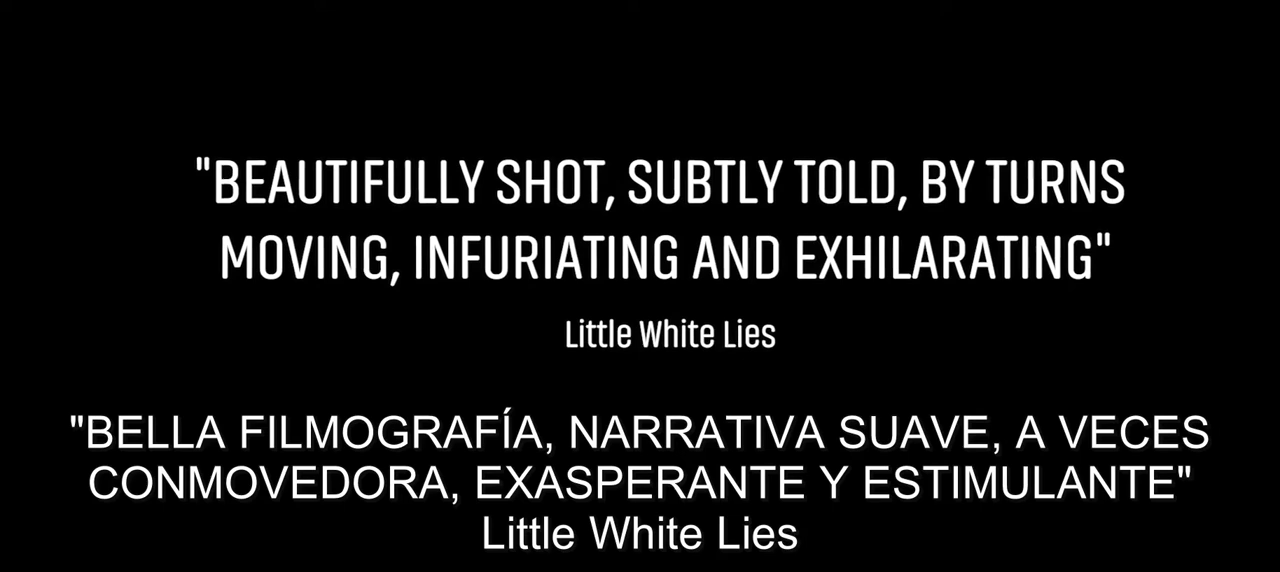 "BEAUTIFULLY SHOT, SUBTLY TOLD, BY TURNS
MOVING, INFURIATING AND EXHILARATING"
Little White Lies
"BELLA FILMOGRAFÍA, NARRATIVA SUAVE, A VECES
CONMOVEDORA, EXASPERANTE Y ESTIMULANTE"
Little White Lies